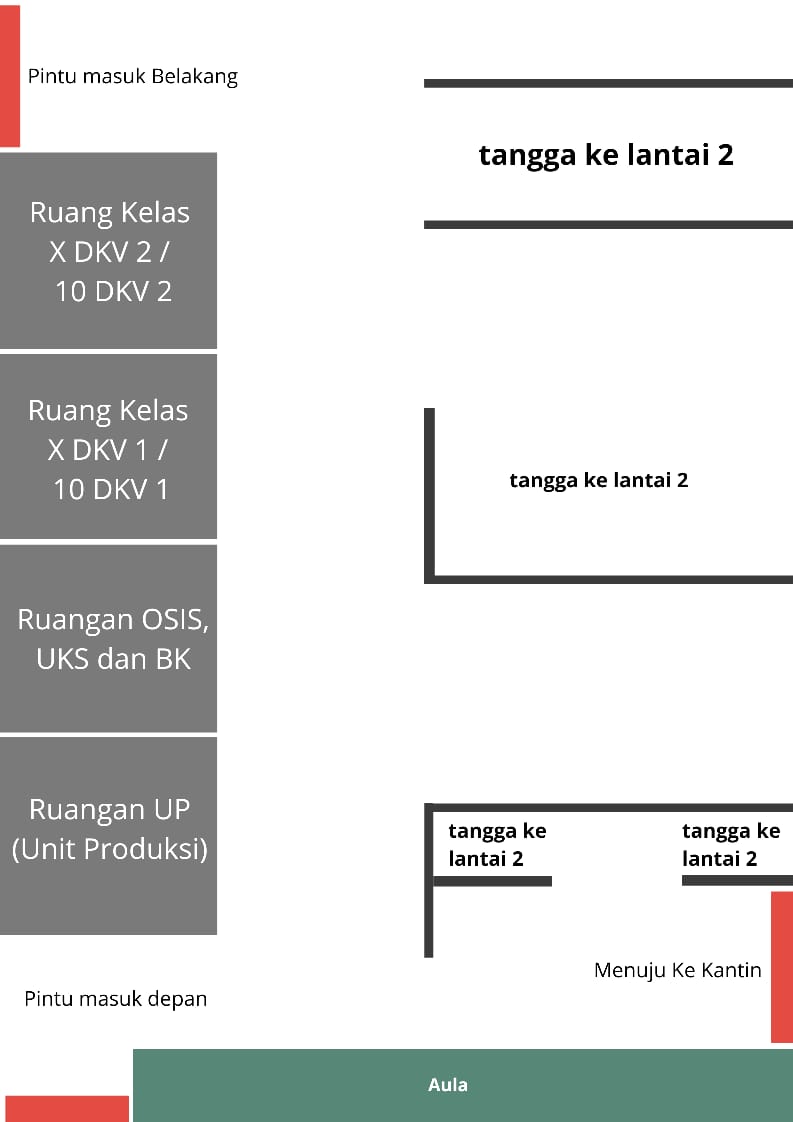 Pintu masuk Belakang
tangga ke lantai 2
Ruang Kelas
X DKV 2 /
10 DKV 2
Ruang Kelas
X DKV 1 /
10 DKV 1
tangga ke lantai 2
Ruangan OSIS,
UKS dan BK
Ruangan UP
(Unit Produksi)
tangga ke
lantai 2
tangga ke
lantai 2
Menuju Ke Kantin
Pintu masuk depan
Aula